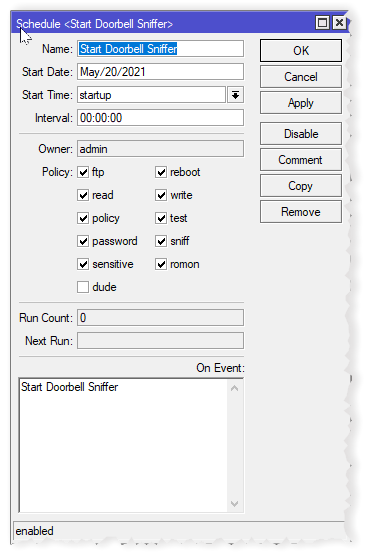 Schedule <Start Doorbell Sniffer>
Name: Start Doorbell Sniffer
OK
Start Date: May/20/2021
Cancel
Start Time: startup
Apply
Interval: 00:00:00
Disable
Owner: admin
Comment
Policy: ftp reboot
Copy
read write
Remove
policy test
password sniff
sensitive romon
dude
Run Count: 0
Next Run:
On Event:
Start Doorbell Sniffer
enabled